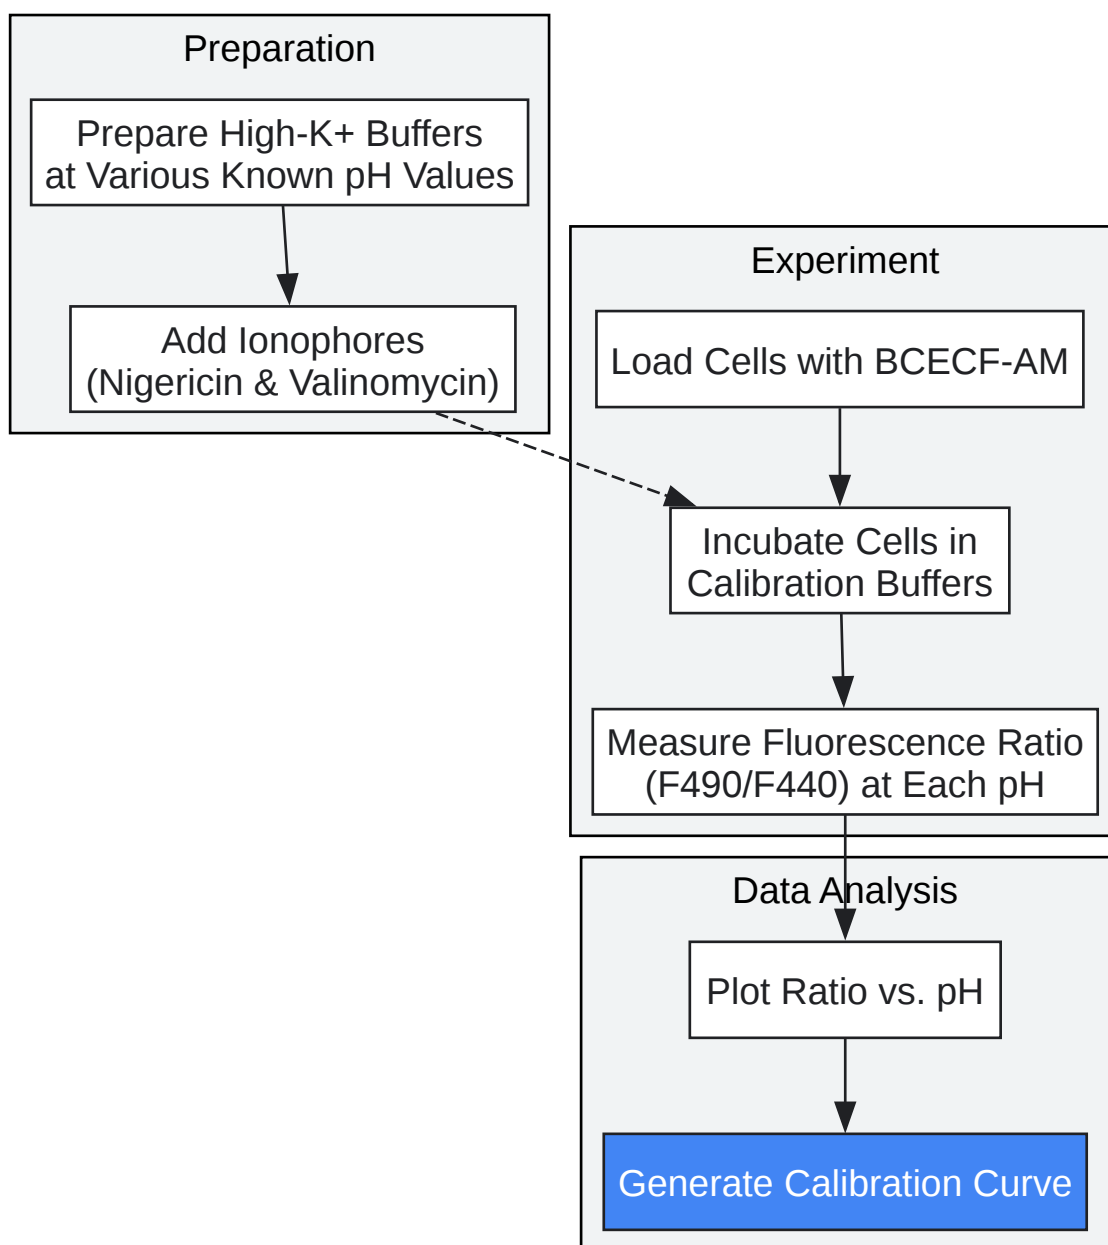 Preparation
Prepare High-K+ Buffers
at Various Known pH Values
Add Ionophores
(Nigericin & Valinomycin)
Experiment
Load Cells with BCECF-AM
Incubate Cells in
Calibration Buffers
Measure Fluorescence Ratio
(F490/F440) at Each pH
Data Analysis
Plot Ratio vs. pH
Generate Calibration Curve